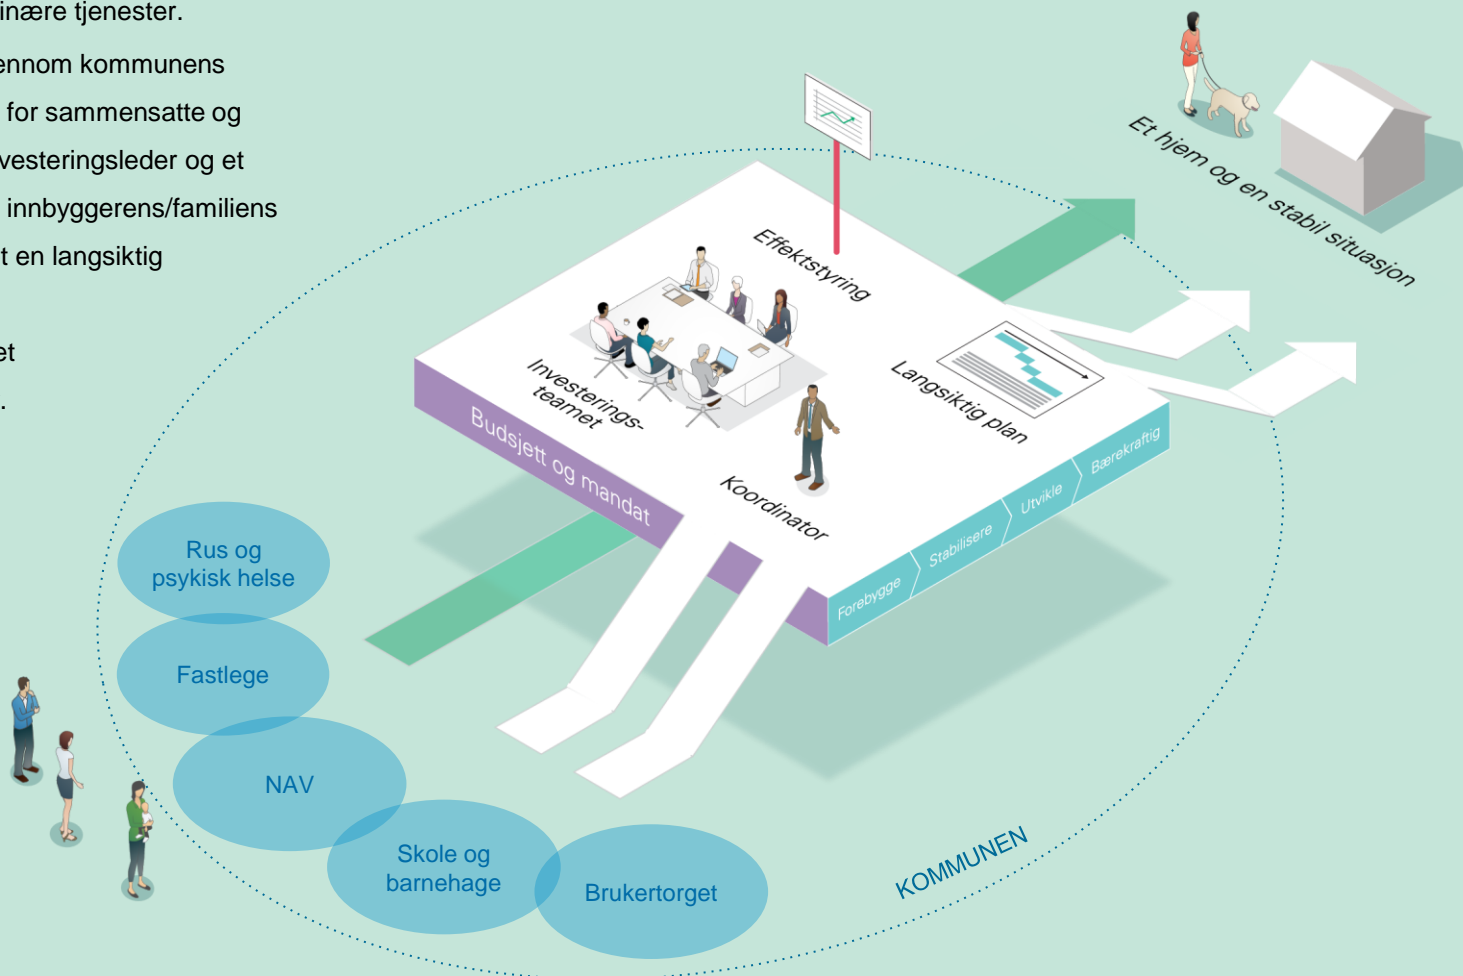 inære tjenester.
ennom kommunens
for sammensatte og
vesteringsleder og et
innbyggerens/familiens
t en langsiktig
et
.
Et hjem og en stabil situasjon
Effektstyring
Investerings-
teamet
Langsiktig plan
Koordinator
Budsjett og mandat
Forebygge
Stabilisere
Utvikle
Bærekraftig
Rus og
psykisk helse
Fastlege
NAV
Skole og
barnehage
Brukertorget
KOMMUNEN